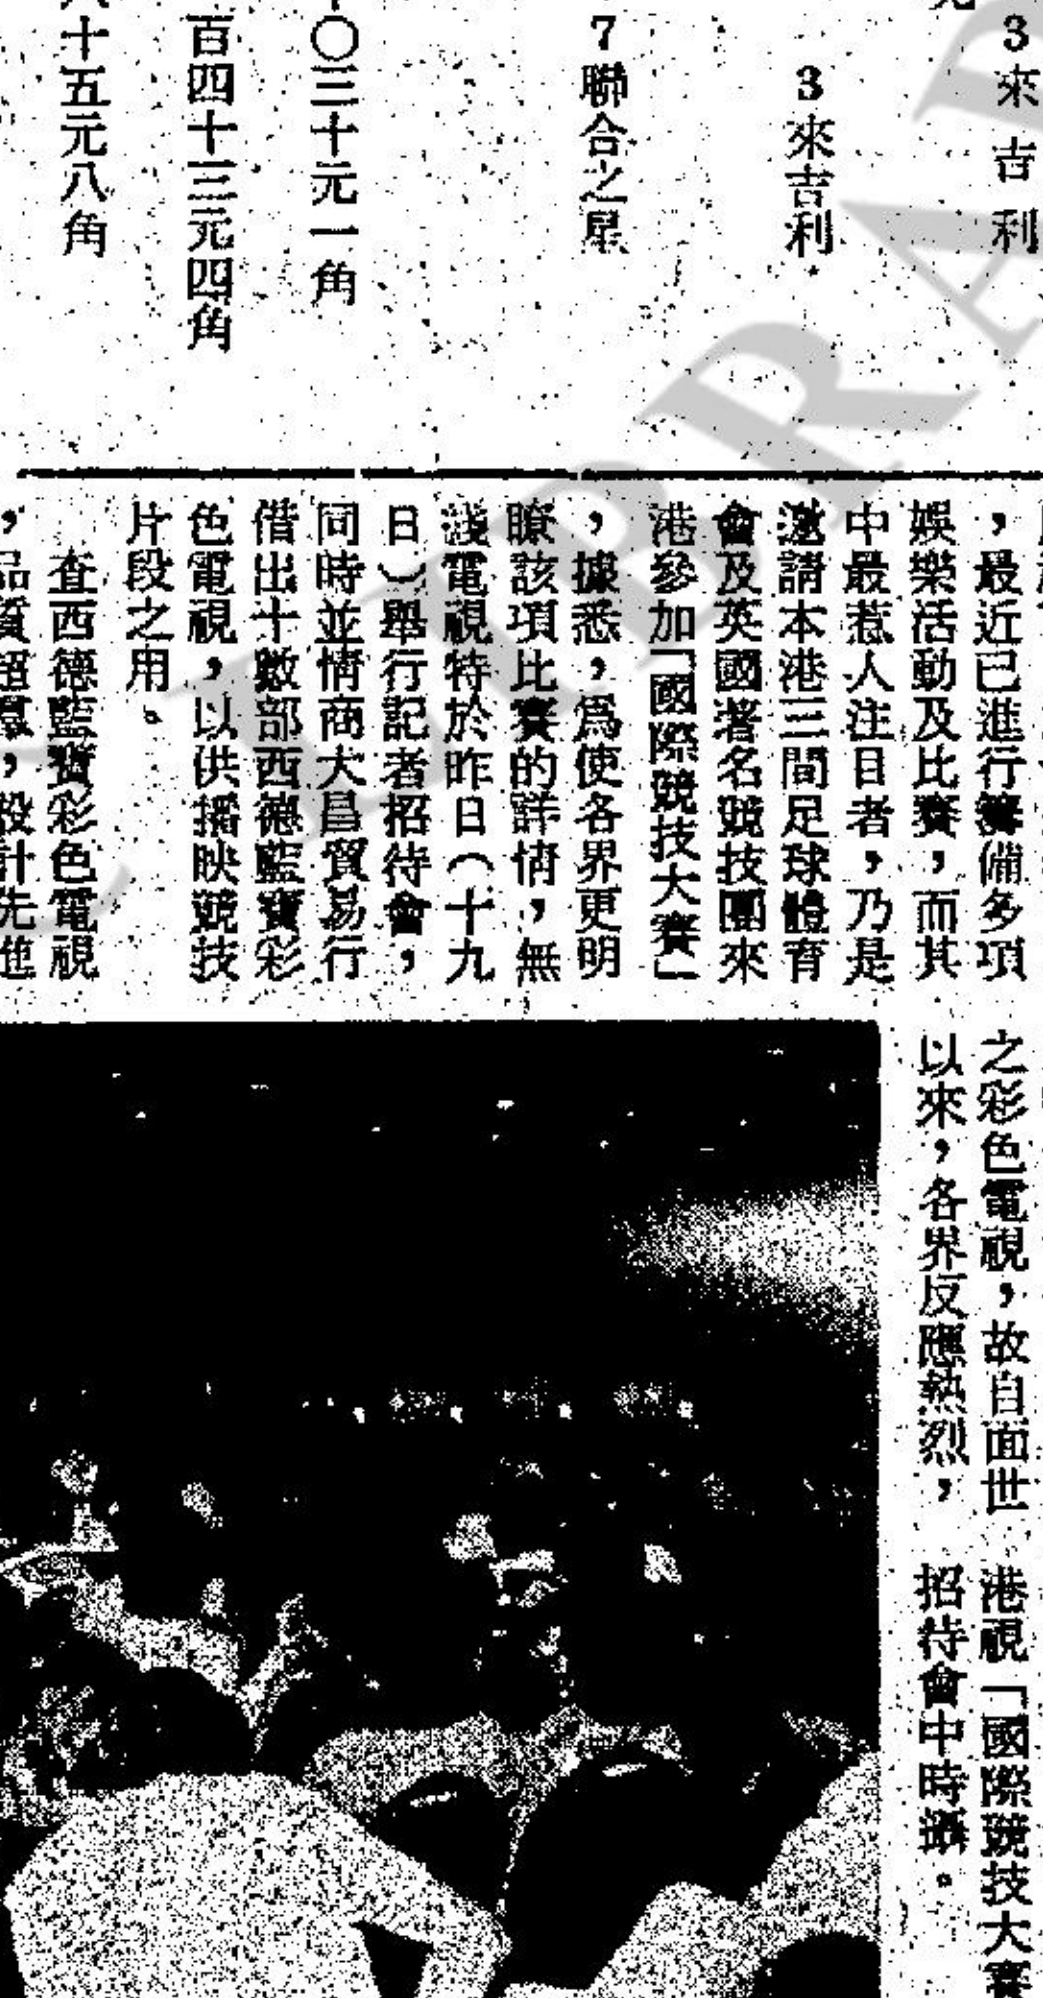 3來吉利
3來吉利
7聯合之星
〇三十元一角
百四十三元四角
十五元八角
，最近已進行籌備多項
娛樂活動及比賽，而其
中最惹人注目者，乃是
邀請本港三間足球體育
會及英國著名競技團來
港參加「國際競技大賽」
，據悉，爲使各界更明
瞭該項比賽的詳情，無
綫電視特於昨日（十九
日）舉行記者招待會，
同時並情商大昌貿易行
借出十數部西德藍寶彩
色電視，以供播映競技
片段之用。
查西德藍寶彩色電視
，品質超羣，設計先進
之彩色電視，故自面世
以來，各界反應熱烈，
港視「國際競技大賽
招待會中時攝。
LIBRAR